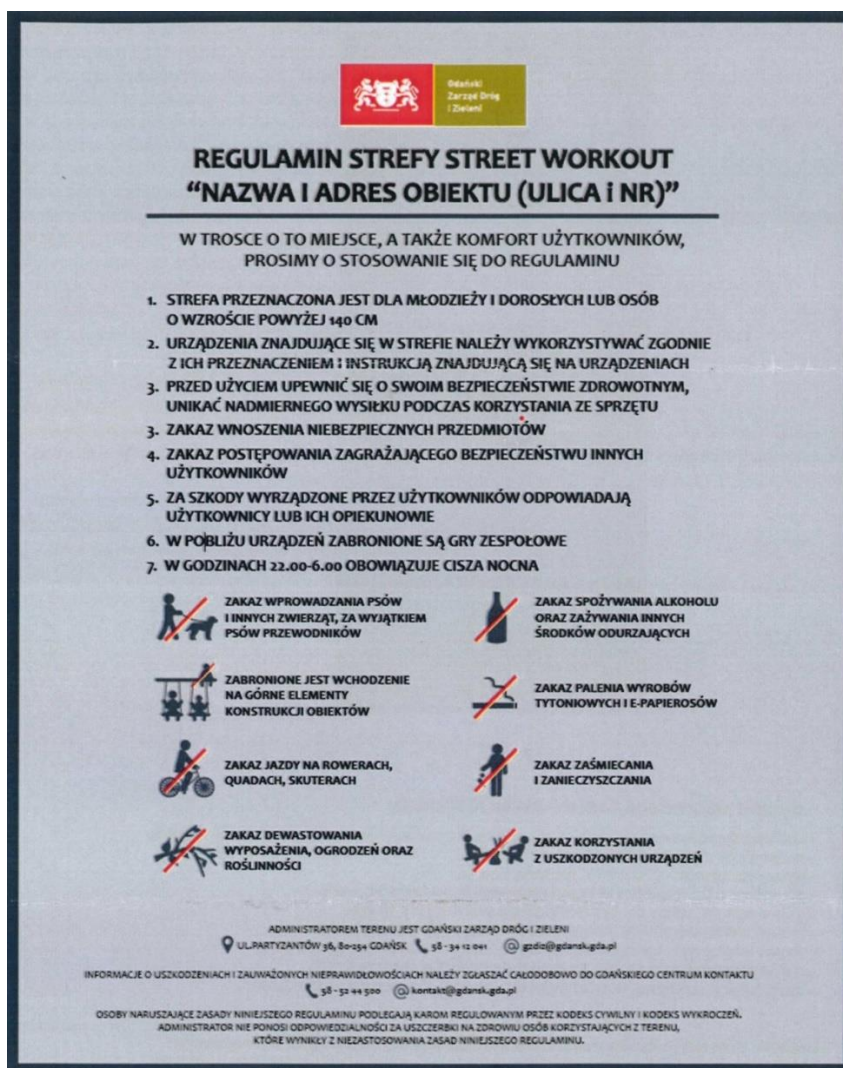 Gdański
Zarząd Dróg
i Zieleni
REGULAMIN STREFY STREET WORKOUT
“NAZWA I ADRES OBIEKTU (ULICA i NR)”
W TROSCE O TO MIEJSCE, A TAKŻE KOMFORT UŻYTKOWNIKÓW,
PROSIMY O STOSOWANIE SIĘ DO REGULAMINU
1. STREFA PRZEZNACZONA JEST DLA MŁODZIEŻY I DOROSŁYCH LUB OSÓB
O WZROŚCIE POWYŻEJ 140 CM
2. URZĄDZENIA ZNAJDUJĄCE SIĘ W STREFIE NALEŻY WYKORZYSTYWAĆ ZGODNIE
Z ICH PRZEZNACZENIEM I INSTRUKCJĄ ZNAJDUJĄCĄ SIĘ NA URZĄDZENIACH
3. PRZED UŻYCIEM UPEWNIĆ SIĘ O SWOIM BEZPIECZEŃSTWIE ZDROWOTNYM,
UNIKAĆ NADMIERNEGO WYSIŁKU PODCZAS KORZYSTANIA ZE SPRZĘTU
3. ZAKAZ WNOSZENIA NIEBEZPIECZNYCH PRZEDMIOTÓW
4. ZAKAZ POSTĘPOWANIA ZAGRAŻAJĄCEGO BEZPIECZEŃSTWU INNYCH
UŻYTKOWNIKÓW
5. ZA SZKODY WYRZĄDZONE PRZEZ UŻYTKOWNIKÓW ODPOWIADAJĄ
UŻYTKOWNICY LUB ICH OPIEKUNOWIE
6. W POBLIŻU URZĄDZEŃ ZABRONIONE SĄ GRY ZESPOŁOWE
7. W GODZINACH 22.00-6.00 OBOWIĄZUJE CISZA NOCNA
ZAKAZ WPROWADZANIA PSÓW
I INNYCH ZWIERZĄT, ZA WYJĄTKIEM
PSÓW PRZEWODNIKÓW
ZAKAZ SPOŻYWANIA ALKOHOLU
ORAZ ZAŻYWANIA INNYCH
ŚRODKÓW ODURZAJĄCYCH
ZABRONIONE JEST WCHODZENIE
NA GÓRNE ELEMENTY
KONSTRUKCJI OBIEKTÓW
ZAKAZ PALENIA WYROBÓW
TYTONIOWYCH I E-PAPIEROSÓW
ZAKAZ JAZDY NA ROWERACH,
QUADACH, SKUTERACH
ZAKAZ ZAŚMIECANIA
I ZANIECZYSZCZANIA
ZAKAZ DEWASTOWANIA
WYPOSAŻENIA, OGRODZEŃ ORAZ
ROŚLINNOŚCI
ZAKAZ KORZYSTANIA
Z USZKODZONYCH URZĄDZEŃ
ADMINISTRATOREM TERENU JEST GDAŃSKI ZARZĄD DRÓG I ZIELENI
UL.PARTYZANTÓW 36, 80-254 GDAŃSK 58 - 34 12 041 @ gzdiz@gdansk.gda.pl
INFORMACJE O USZKODZENIACH I ZAUWAŻONYCH NIEPRAWIDŁOWOŚCIACH NALEŻY ZGŁASZAĆ CAŁODOBOWO DO GDAŃSKIEGO CENTRUM KONTAKTU
58 - 52 44 500 @ kontakt@gdansk.gda.pl
OSOBY NARUSZAJĄCE ZASADY NINIEJSZEGO REGULAMINU PODLEGAJĄ KAROM REGULOWANYM PRZEZ KODEKS CYWILNY I KODEKS WYKROCZEŃ.
ADMINISTRATOR NIE PONOSI ODPOWIEDZIALNOŚCI ZA USZCZERBKI NA ZDROWIU OSÓB KORZYSTAJĄCYCH Z TERENU,
KTÓRE WYNIKŁY Z NIEZASTOSOWANIA ZASAD NINIEJSZEGO REGULAMINU.